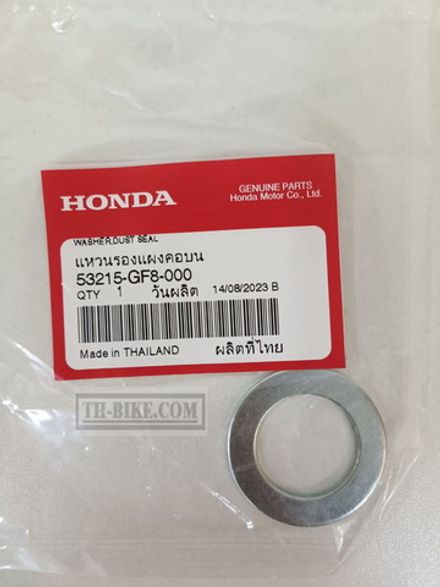 HONDA
GENUINE PARTS
Honda Motor Co., Ltd.
WASHER,DUST SEAL
แหวนรองแผงคอบน
53215-GF8-000
QTY 1 วันผลิต 14/08/2023 B
Made in THAILAND ผลิตที่ไทย
TH-BIKE.COM